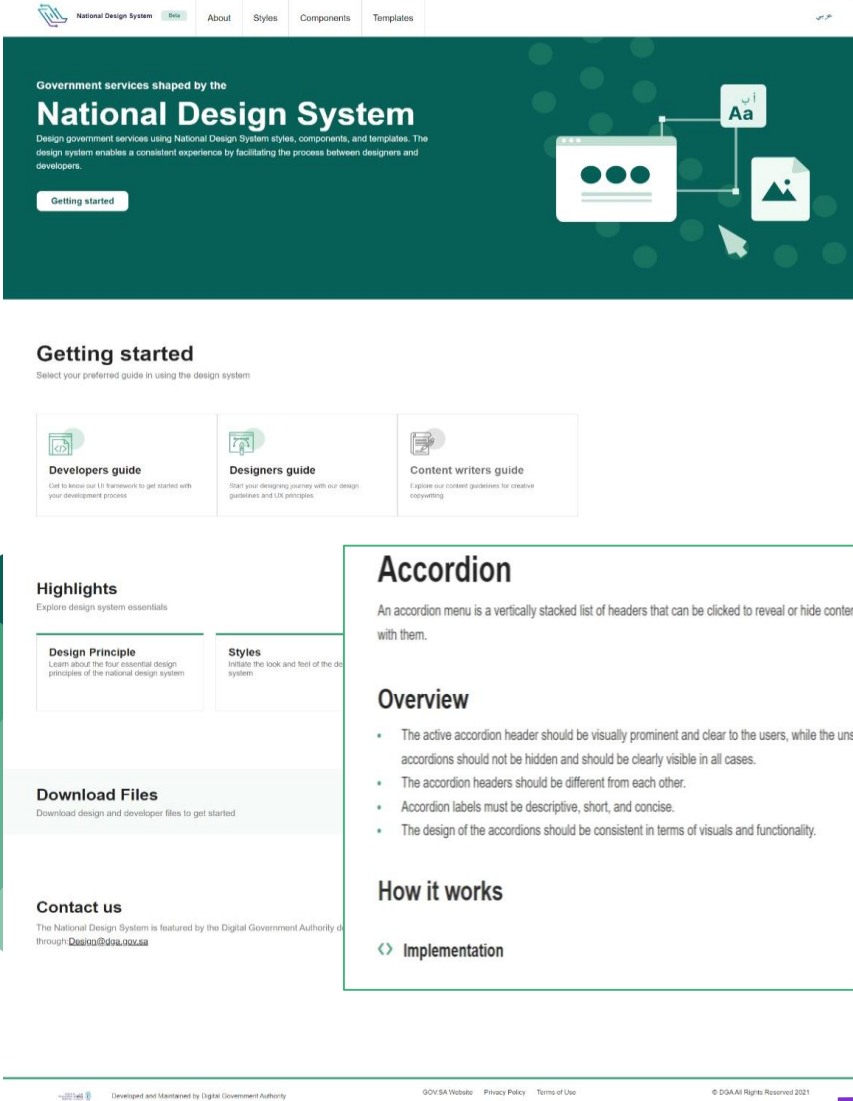 National Design System
Beta
About
Styles
Components
Templates
عربي
Government services shaped by the
National Design System
Design government services using National Design System styles, components, and templates. The
design system enables a consistent experience by facilitating the process between designers and
developers.
Getting started
أب
Aa
Getting started
Select your preferred guide in using the design system
Developers guide
Get to know our UI framework to get started with
your development process
Designers guide
Start your designing journey with our design
guidelines and UX principles
Content writers guide
Explore our content guidelines for creative
copywriting
Highlights
Explore design system essentials
Design Principle
Learn about the four essential design
principles of the national design system
Styles
Initiate the look and feel of the de
system
Download Files
Download design and developer files to get started
Contact us
The National Design System is featured by the Digital Government Authority d
through:Design@dga.gov.sa
Accordion
An accordion menu is a vertically stacked list of headers that can be clicked to reveal or hide conter
with them.
Overview
The active accordion header should be visually prominent and clear to the users, while the uns
accordions should not be hidden and should be clearly visible in all cases.
The accordion headers should be different from each other.
Accordion labels must be descriptive, short, and concise.
The design of the accordions should be consistent in terms of visuals and functionality.
How it works
<> Implementation
Developed and Maintained by Digital Government Authority
GOV.SA Website
Privacy Policy
Terms of Use
© DGA All Rights Reserved 2021